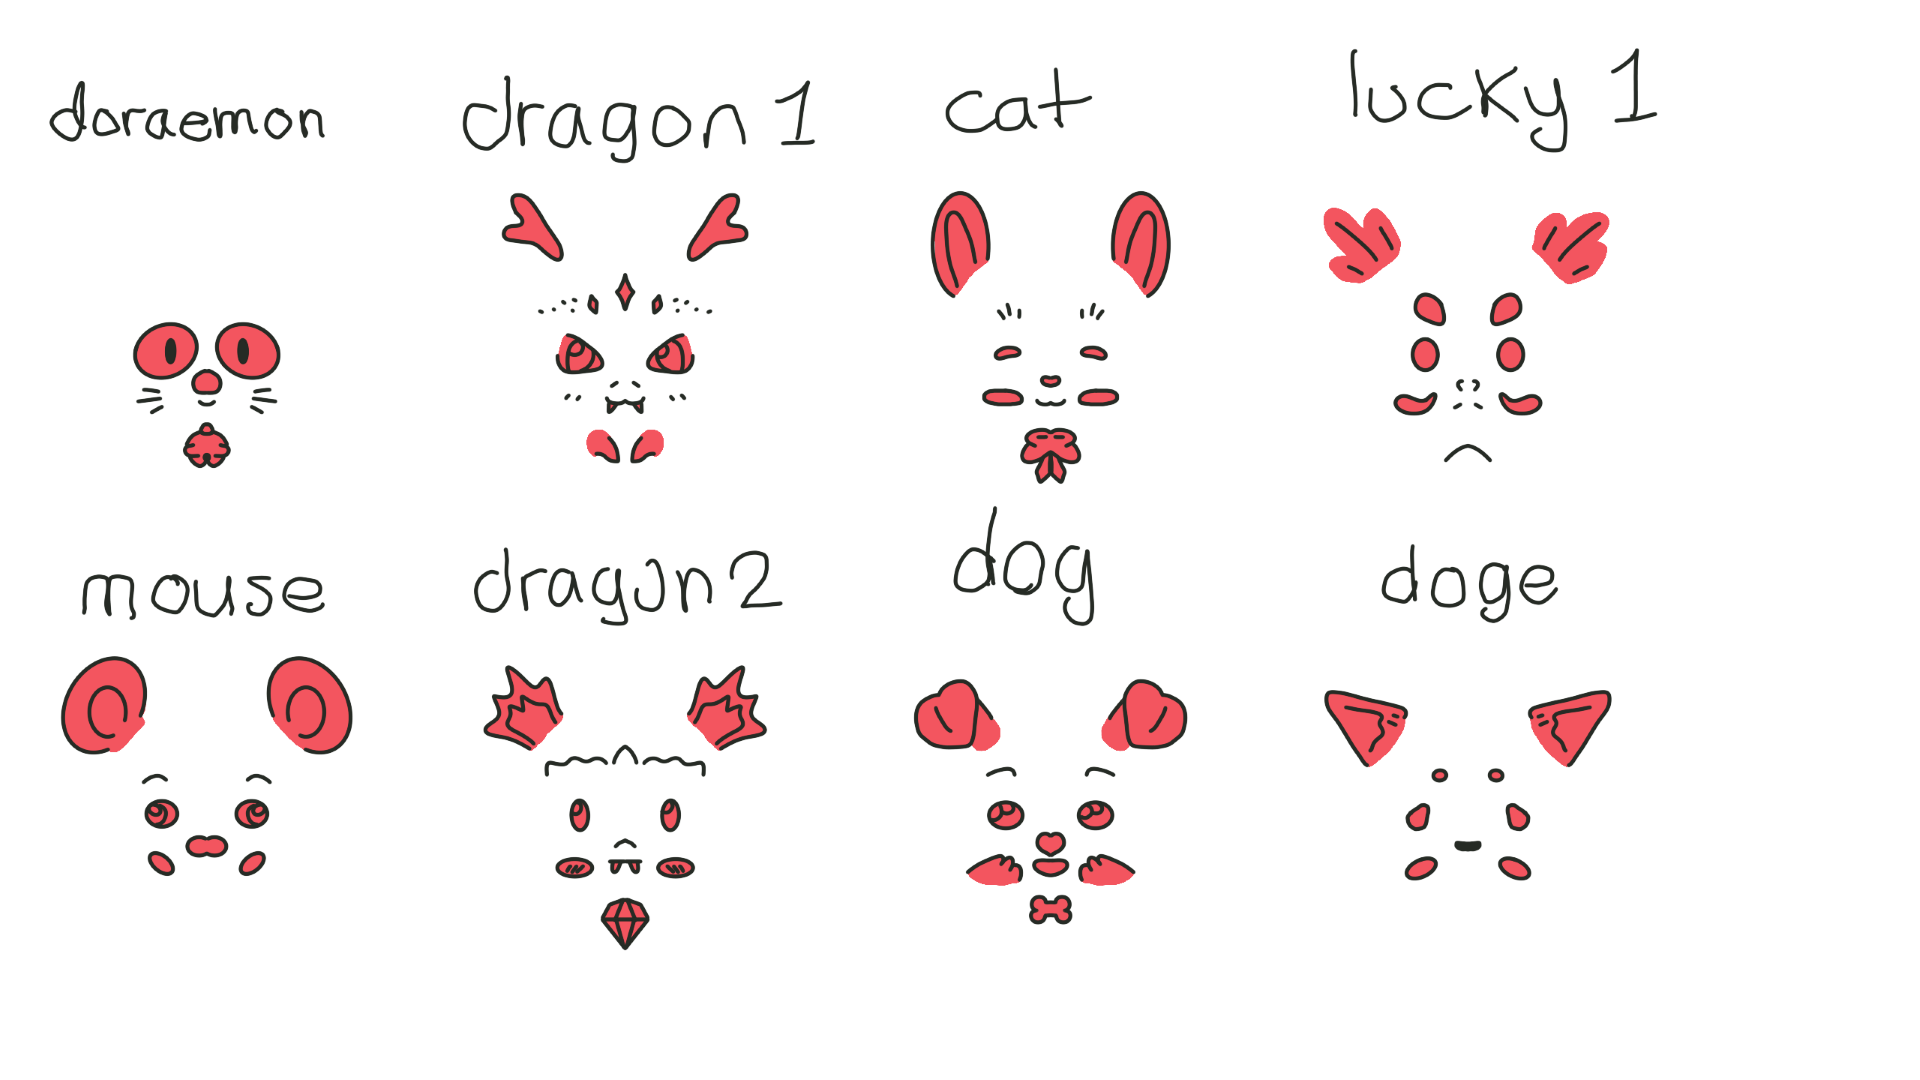 doraemon
dragon 1
cat
lucky 1
mouse
dragon 2
dog
doge